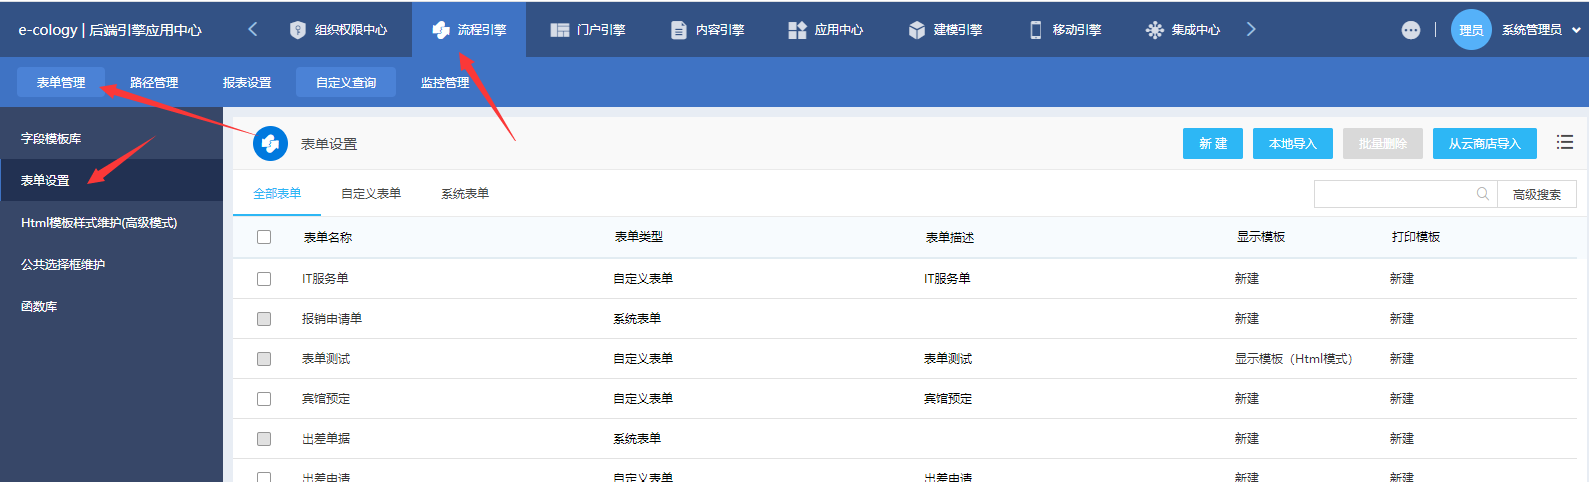 e-cology | 后端引擎应用中心 组织权限中心 流程引擎 门户引擎 内容引擎 应用中心 建模引擎 移动引擎 集成中心 理员 系统管理员
表单管理 路径管理 报表设置 自定义查询 监控管理
字段模板库
表单设置
Html模板样式维护(高级模式)
公共选择框维护
函数库
表单设置 新 建 本地导入 批量删除 从云商店导入
全部表单 自定义表单 系统表单 高级搜索
表单名称 表单类型 表单描述 显示模板 打印模板
IT服务单 自定义表单 IT服务单 新建 新建
报销申请单 系统表单 新建 新建
表单测试 自定义表单 表单测试 显示模板（Html模式） 新建
宾馆预定 自定义表单 宾馆预定 新建 新建
出差单据 系统表单 新建 新建
出差申请 自定义表单 出差申请 新建 新建